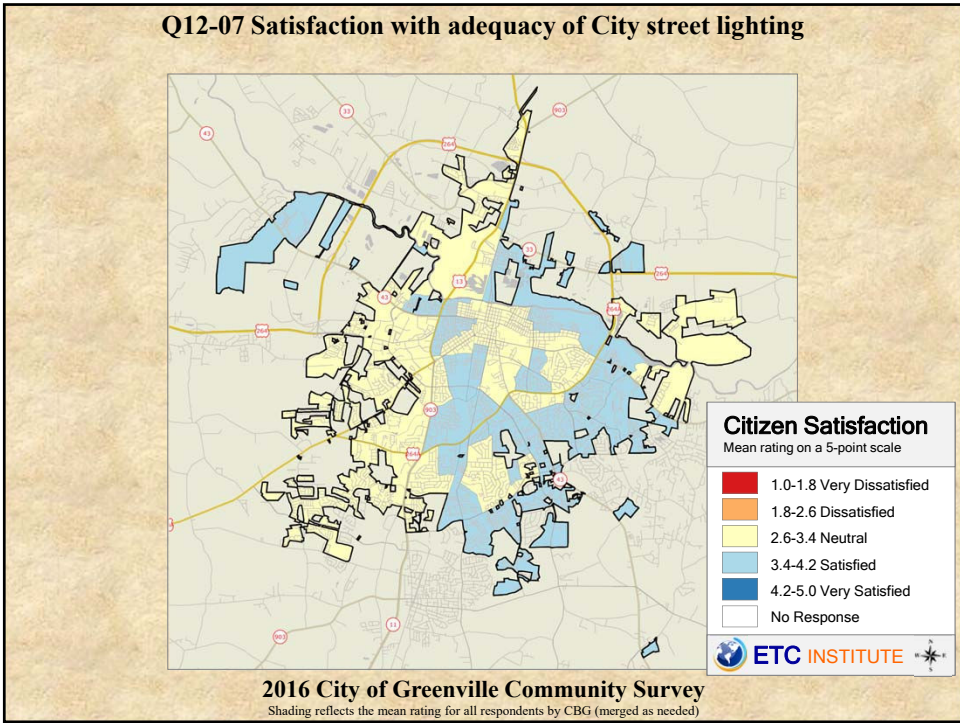 Q12-07 Satisfaction with adequacy of City street lighting
33
903
43
264
33
264
13
43
264A
264
903
264A
43
903
11
Citizen Satisfaction
Mean rating on a 5-point scale
1.0-1.8 Very Dissatisfied
1.8-2.6 Dissatisfied
2.6-3.4 Neutral
3.4-4.2 Satisfied
4.2-5.0 Very Satisfied
No Response
ETC INSTITUTE
N
W E
S
2016 City of Greenville Community Survey
Shading reflects the mean rating for all respondents by CBG (merged as needed)